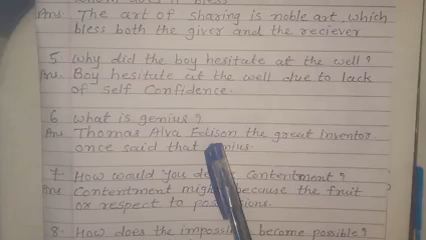 Ans. The art of sharing is noble art, which
bless both the giver and the reciever
5 Why did the boy hesitate at the well?
Ans. Boy hesitate at the well due to lack
of self confidence.
6 what is genius?
Ans Thomas Alva Edison the great Inventor
once said that
7 How would you contentment?
Ans Contentment because the fruit
or respect to
8. How does the become possible?